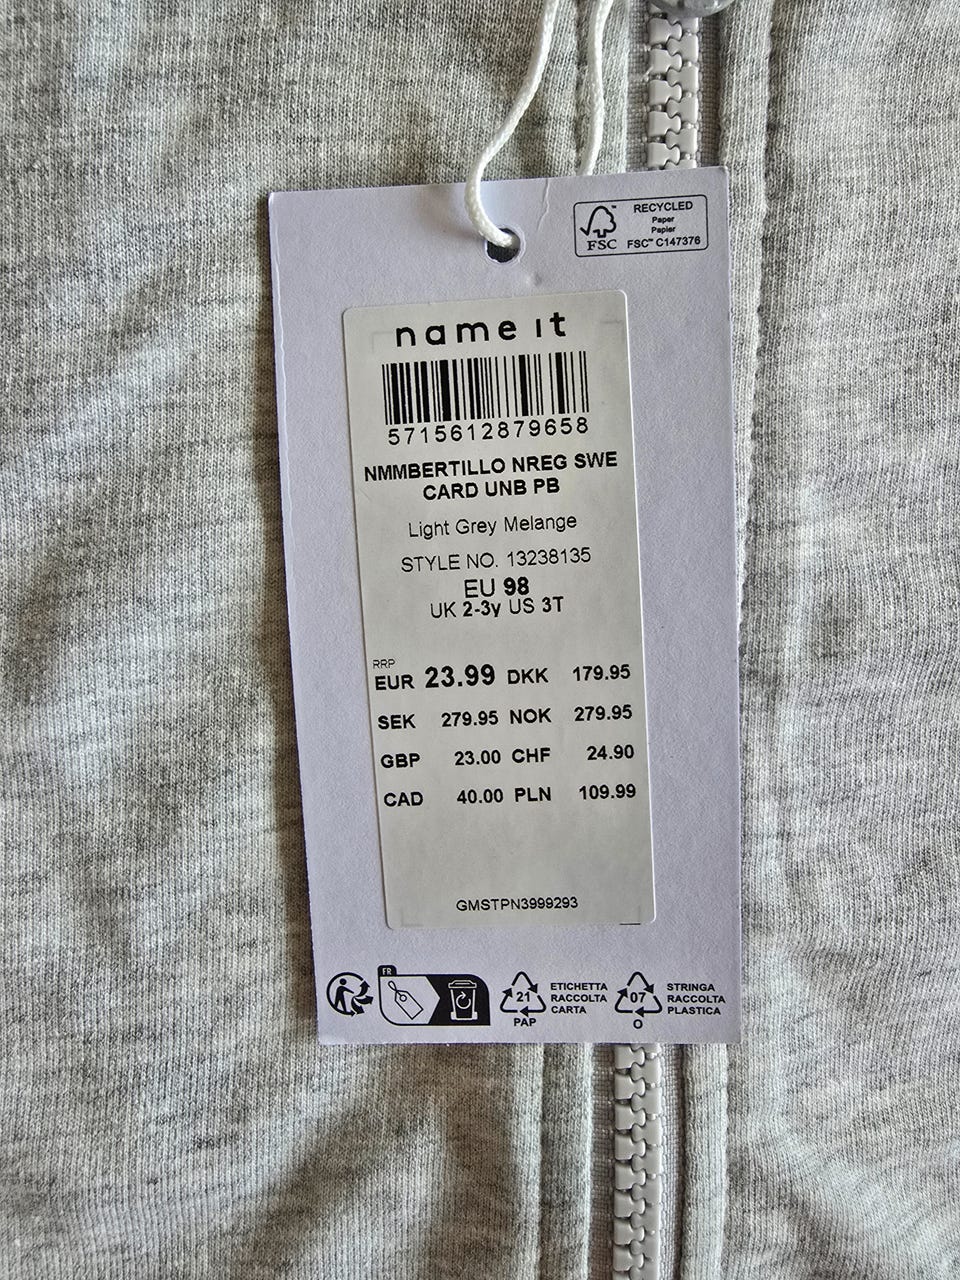 RECYCLED
Paper
Papier
FSC™ C147376
FSC
name it
5715612879658
NMMBERTILLO NREG SWE
CARD UNB PB
Light Grey Melange
STYLE NO. 13238135
EU 98
UK 2-3y US 3T
RRP
EUR 23.99 DKK 179.95
SEK 279.95 NOK 279.95
GBP 23.00 CHF 24.90
CAD 40.00 PLN 109.99
GMSTPN3999293
FR
21
PAP
ETICHETTA
RACCOLTA
CARTA
07
O
STRINGA
RACCOLTA
PLASTICA